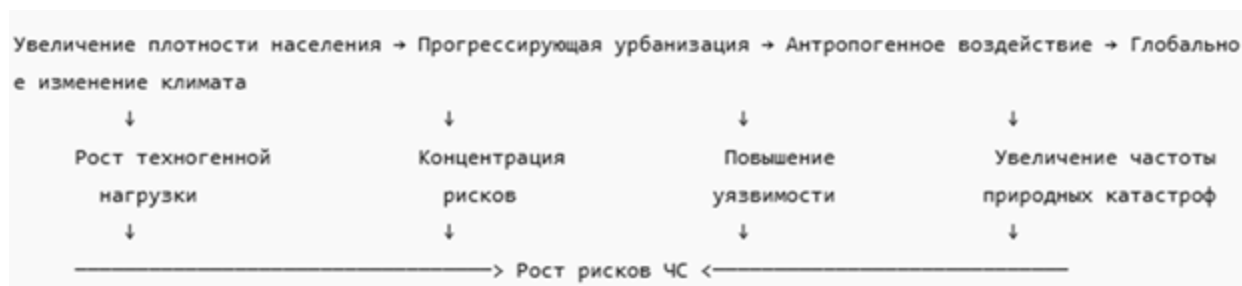 Увеличение плотности населения → Прогрессирующая урбанизация → Антропогенное воздействие → Глобально
е изменение климата
↓ ↓ ↓ ↓
Рост техногенной Концентрация Повышение Увеличение частоты
нагрузки рисков уязвимости природных катастроф
↓ ↓ ↓ ↓
──────────────────────────────────> Рост рисков ЧС <─────────────────────────────